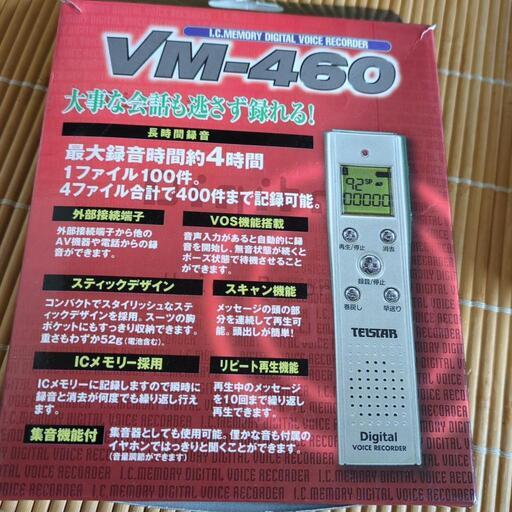 I.C.MEMORY DIGITAL VOICE RECORDER
VM-460
大事な会話も逃さず録れる!
長時間録音
最大録音時間約4時間
1ファイル100件。
4ファイル合計で400件まで記録可能。
外部接続端子
外部接続端子から他の
AV機器や電話からの録
音ができます。
VOS機能搭載
音声入力があると自動的に録
音を開始し、無音状態が続くと
ポーズ状態で待機させること
ができます。
スティックデザイン
コンパクトでスタイリッシュなスティ
ックデザインを採用。スーツの胸
ポケットにもすっきり収納できます。
重さもわずか52g(電池含む)。
スキャン機能
メッセージの頭の部
分を連続して再生可
能。頭出しが簡単!
ICメモリー採用
ICメモリーに記録しますので瞬時に
録音と消去が何度でも繰り返し行え
ます。
リピート再生機能
再生中のメッセージ
を10回まで繰り返し
再生できます。
集音機能付
集音器としても使用可能。僅かな音も付属の
イヤホンではっきりと聞くことができます。
(音量調節ができます)
92 SP
00000
再生/停止
消去
録音/停止
巻戻し
早送り
TELSTAR
Digital
VOICE RECORDER
I.C.MEMORY DIGITAL VOICE RECORDER